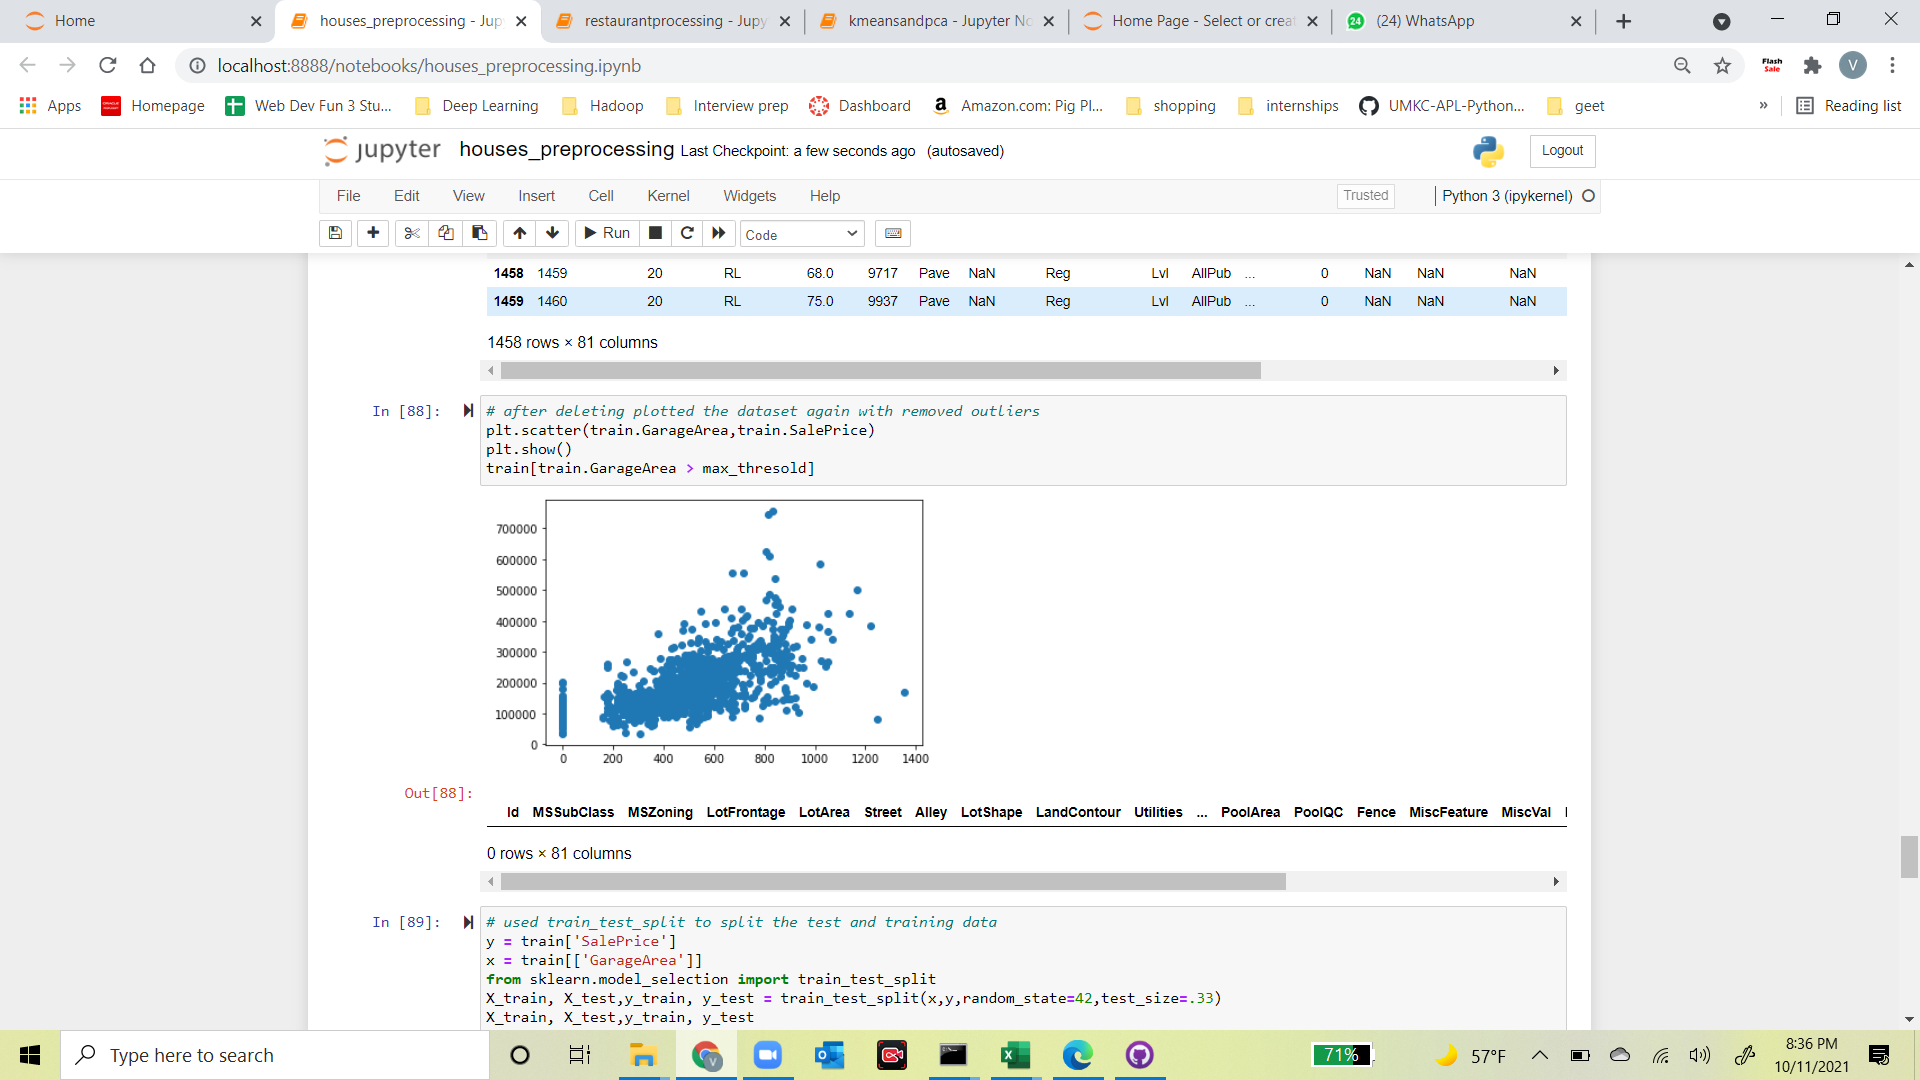 Home
houses_preprocessing - Jup
restaurantprocessing - Jupy
kmeansandpca - Jupyter No
Home Page - Select or creat
24
(24) WhatsApp
localhost:8888/notebooks/houses_preprocessing.ipynb
Flash Sale
V
Apps
Homepage
Web Dev Fun 3 Stu...
Deep Learning
Hadoop
Interview prep
Dashboard
Amazon.com: Pig Pl...
shopping
internships
UMKC-APL-Python...
geet
»
Reading list
jupyter
houses_preprocessing Last Checkpoint: a few seconds ago (autosaved)
Logout
File Edit View Insert Cell Kernel Widgets Help
Trusted
Python 3 (ipykernel)
Run
Code
1458 1459 20 RL 68.0 9717 Pave NaN Reg Lvl AllPub ... 0 NaN NaN NaN
1459 1460 20 RL 75.0 9937 Pave NaN Reg Lvl AllPub ... 0 NaN NaN NaN
1458 rows × 81 columns
In [88]:
# after deleting plotted the dataset again with removed outliers
plt.scatter(train.GarageArea,train.SalePrice)
plt.show()
train[train.GarageArea > max_thresold]
700000
600000
500000
400000
300000
200000
100000
0
0 200 400 600 800 1000 1200 1400
Out[88]:
Id MSSubClass MSZoning LotFrontage LotArea Street Alley LotShape LandContour Utilities ... PoolArea PoolQC Fence MiscFeature MiscVal
0 rows × 81 columns
In [89]:
# used train_test_split to split the test and training data
y = train['SalePrice']
x = train[['GarageArea']]
from sklearn.model_selection import train_test_split
X_train, X_test,y_train, y_test = train_test_split(x,y,random_state=42,test_size=.33)
X_train, X_test,y_train, y_test
Type here to search
71%
57°F
8:36 PM
10/11/2021